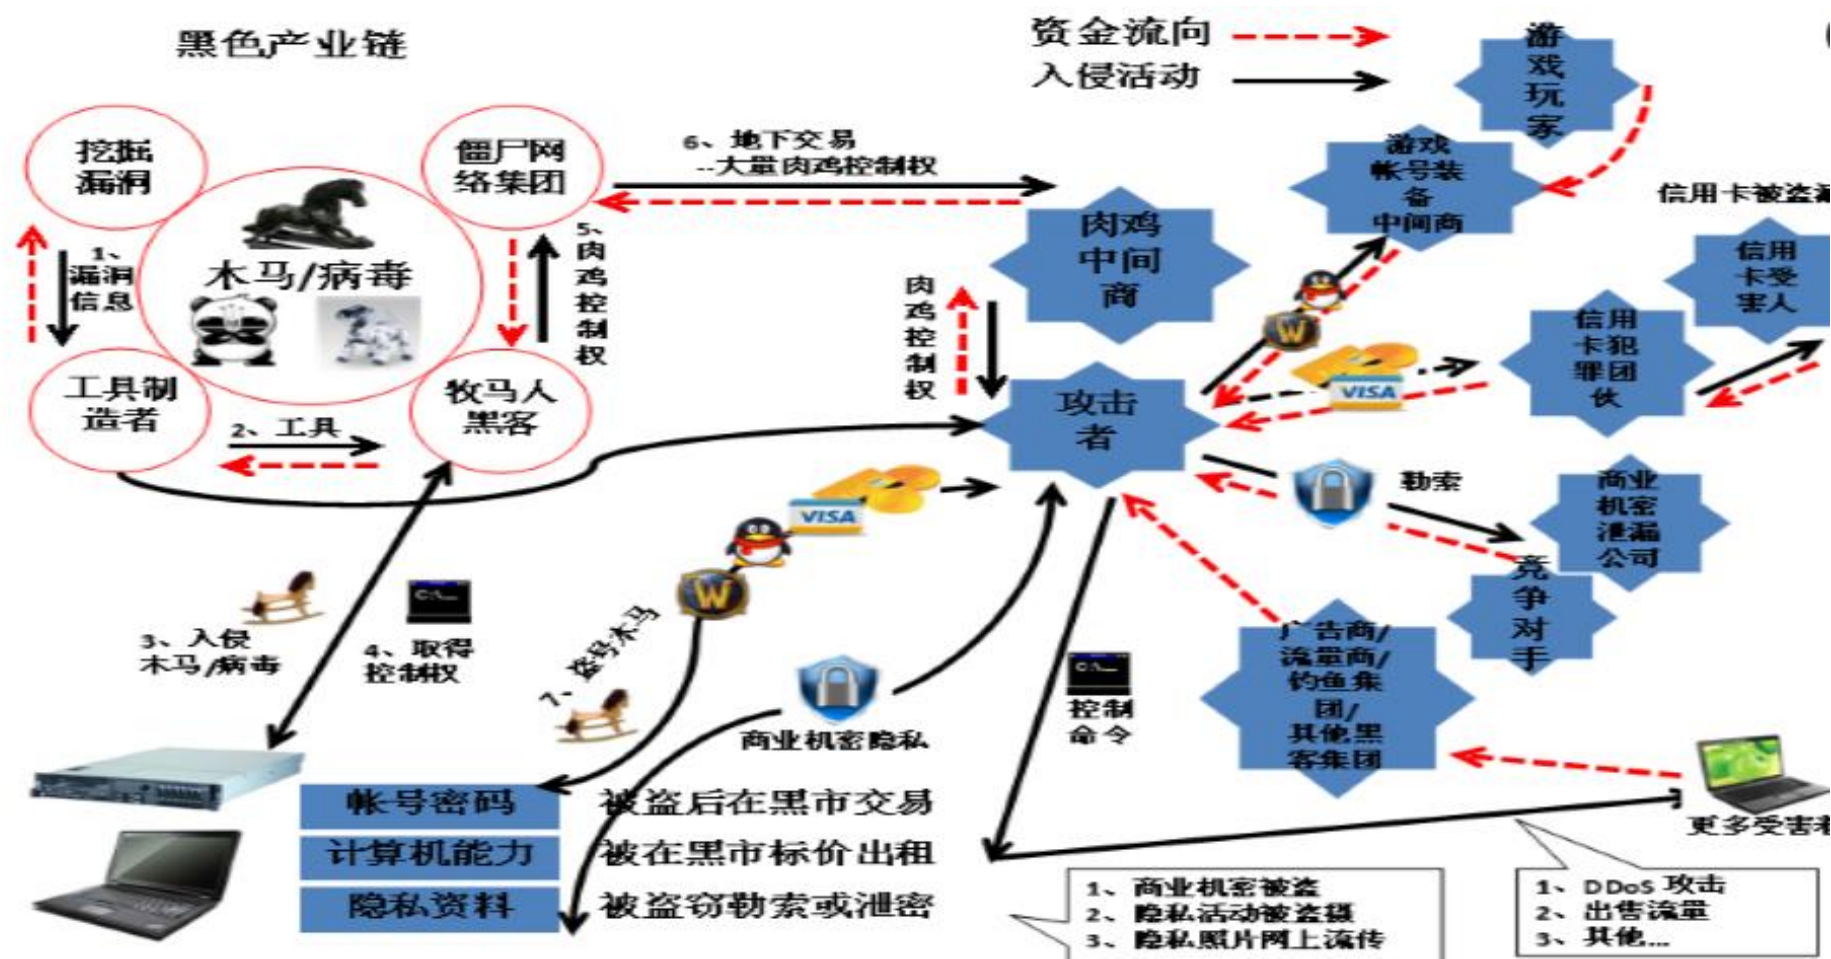 黑色产业链
资金流向
入侵活动
游
戏
玩
家
挖掘
漏洞
僵尸网
络集团
6、地下交易
--大量肉鸡控制权
游戏
帐号装
备
中间商
信用卡被盗
信用
卡受
害人
1、
漏洞
信息
木马/病毒
5、
肉
鸡
控
制
权
肉鸡
中间
商
肉
鸡
控
制
权
W
信用
卡犯
罪团
伙
VISA
工具制
造者
2、工具
牧马人
黑客
攻击
者
勒索
商业
机密
泄漏
公司
VISA
W
竞
争
对
手
3、入侵
木马/病毒
C:\...
4、取得
控制权
7、盗号木马
商业机密隐私
C:\...
控制
命令
广告商/
流量商/
钓鱼集
团/
其他黑
客集团
更多受害者
帐号密码 被盗后在黑市交易
计算机能力 被在黑市标价出租
隐私资料 被盗窃勒索或泄密
1、商业机密被盗
2、隐私活动被盗摄
3、隐私照片网上流传
1、DDoS 攻击
2、出售流量
3、其他...